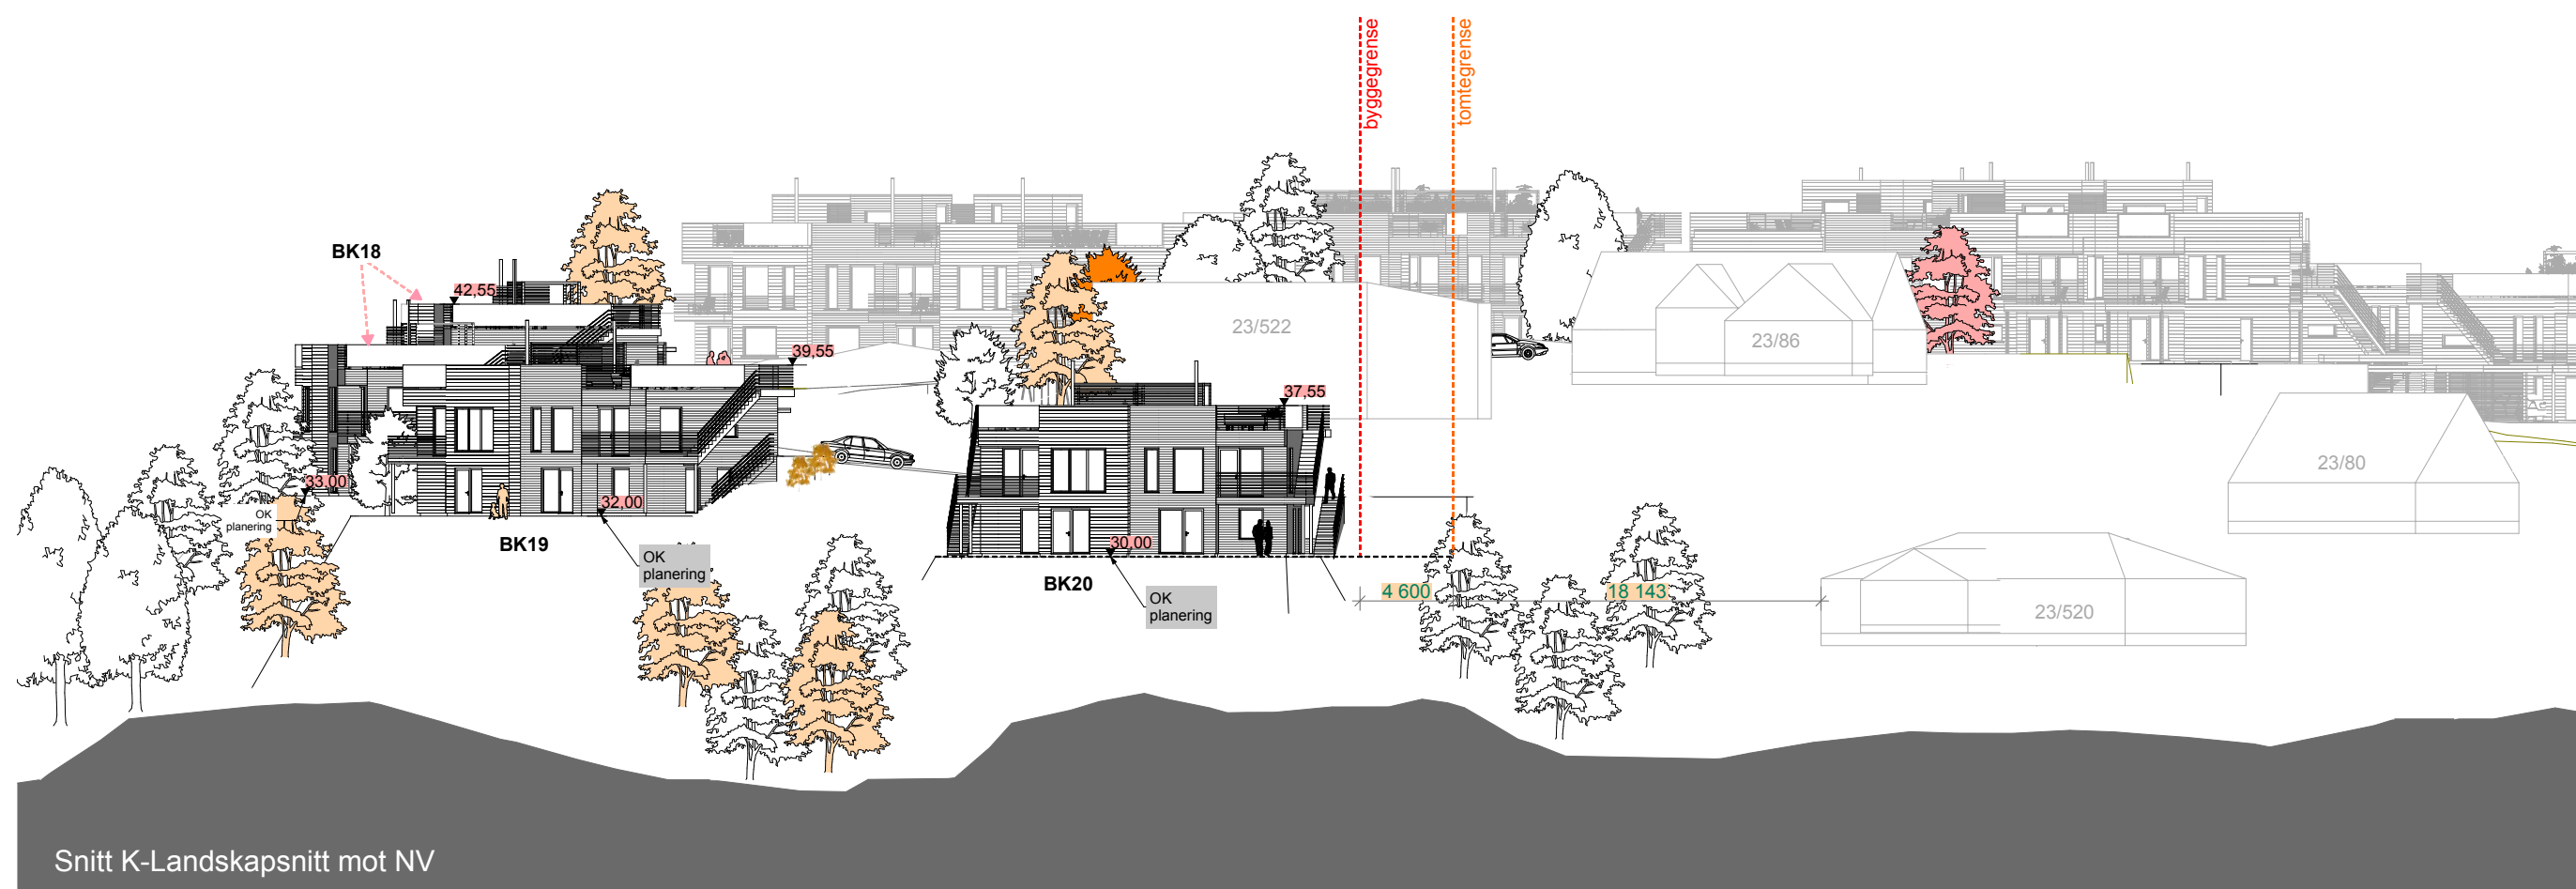 byggegrense
tomtegrense
BK18
42,55
39,55
23/522
23/86
37,55
23/80
33,00
OK
planering
32,00
BK19
OK
planering
30,00
BK20
OK
planering
4 600
18 143
23/520
Snitt K-Landskapsnitt mot NV